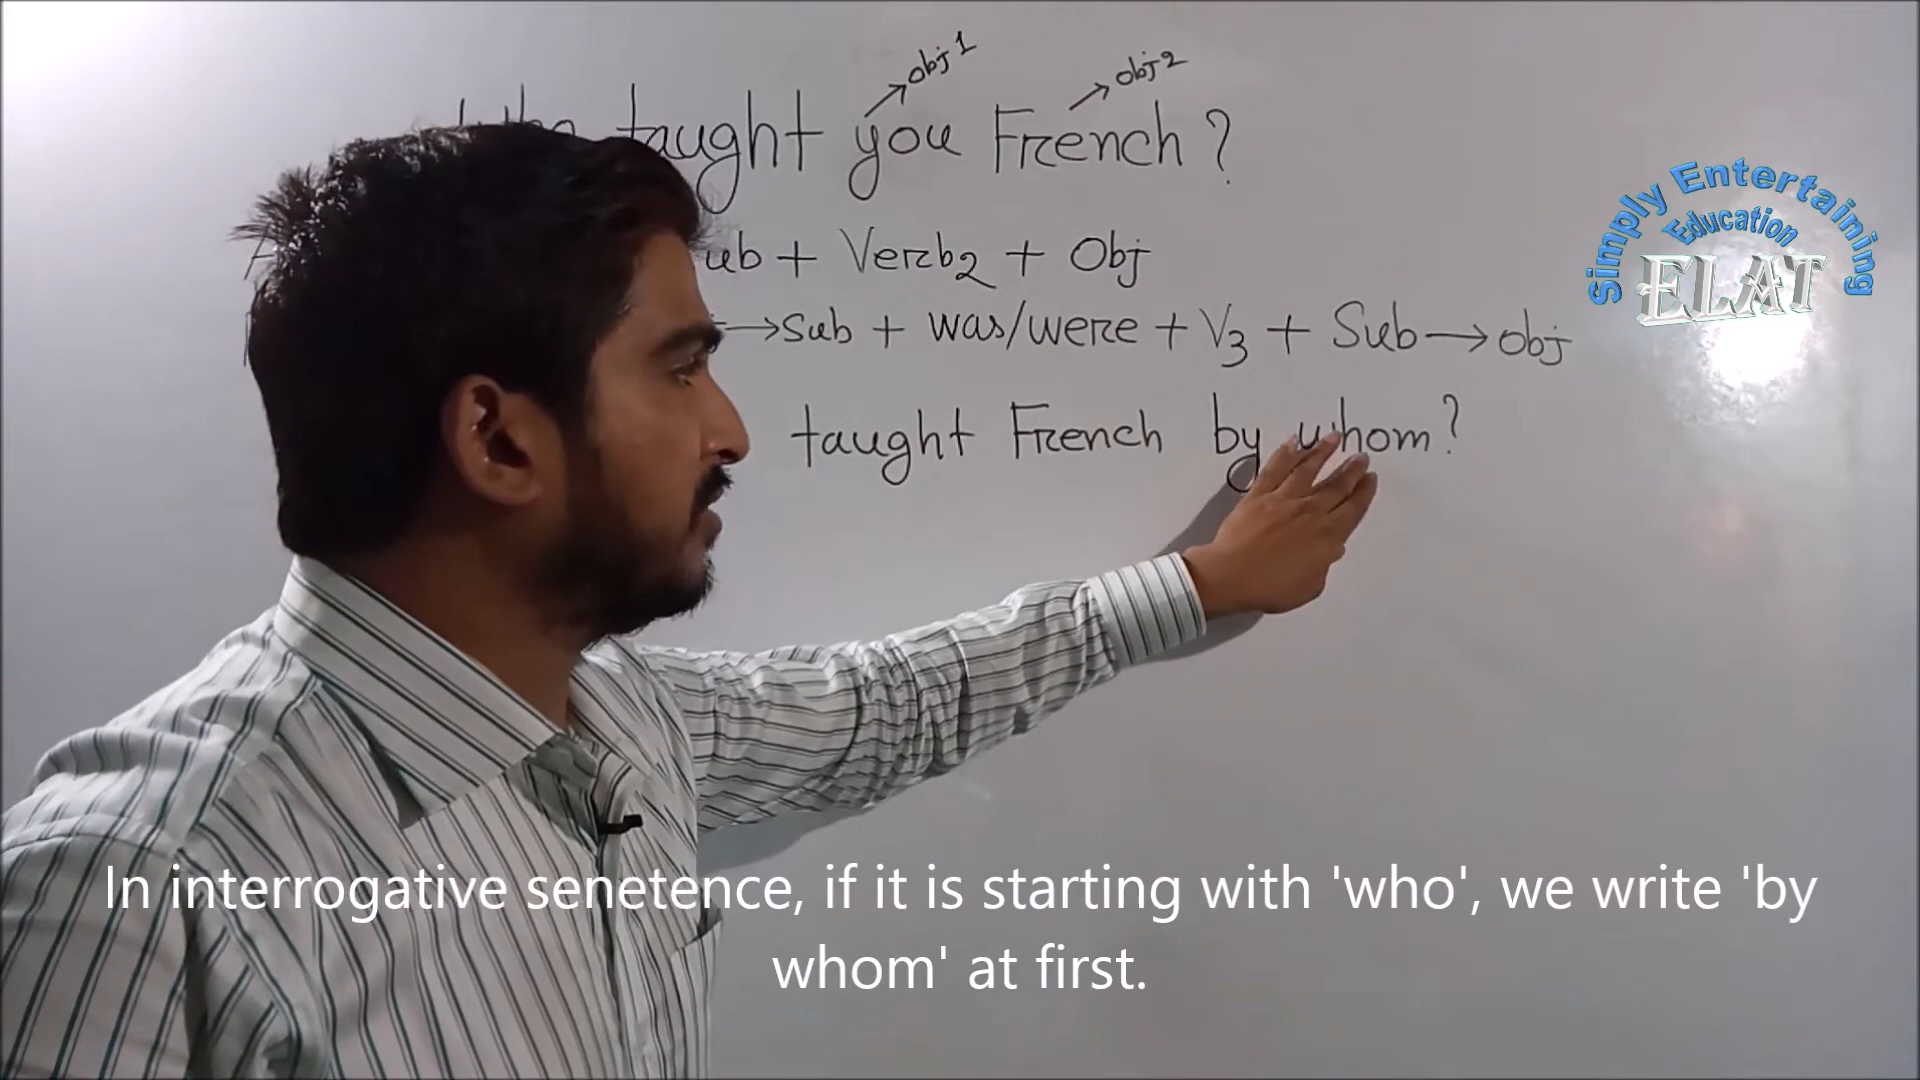 obj 1
obj 2
taught you French?
ub + Verb2 + Obj
→ Sub + was/were + V3 + Sub → obj
taught French by whom?
Simply Entertaining
Education
ELAT
In interrogative senetence, if it is starting with 'who', we write 'by
whom' at first.